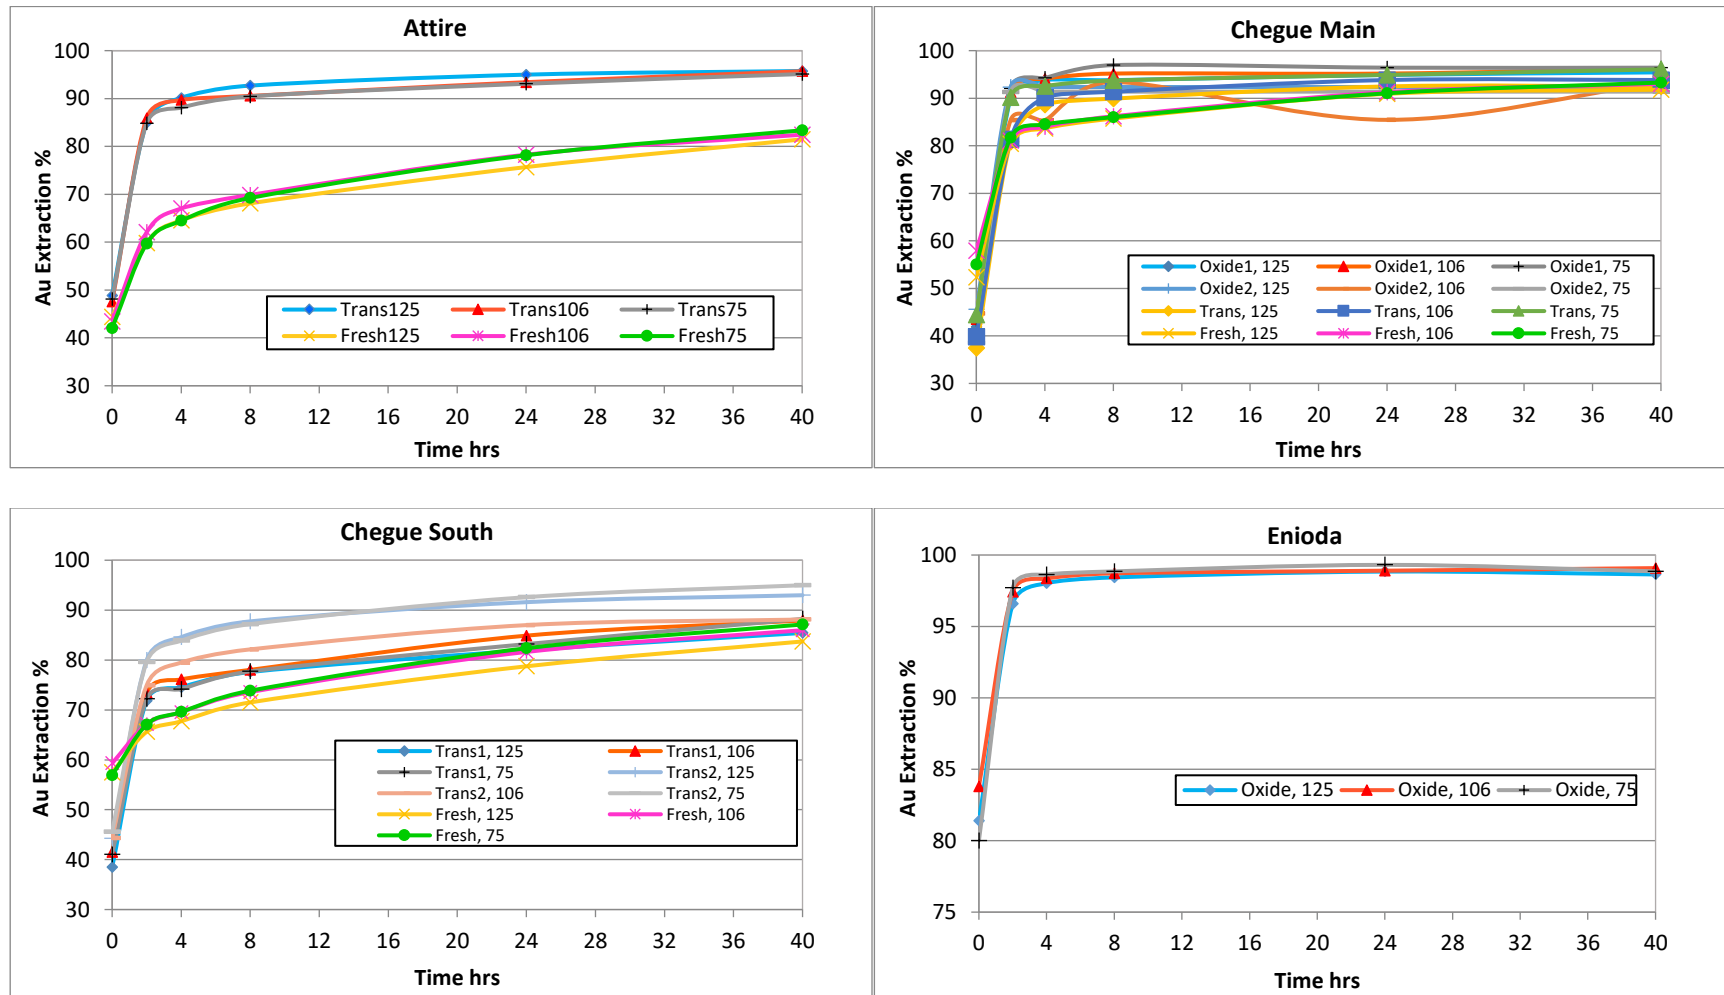 Attire
Au Extraction %
100
90
80
70
60
50
40
30
Trans125 Trans106 Trans75
Fresh125 Fresh106 Fresh75
0 4 8 12 16 20 24 28 32 36 40
Time hrs
Chegue Main
Au Extraction %
100
90
80
70
60
50
40
30
Oxide1, 125 Oxide1, 106 Oxide1, 75
Oxide2, 125 Oxide2, 106 Oxide2, 75
Trans, 125 Trans, 106 Trans, 75
Fresh, 125 Fresh, 106 Fresh, 75
0 4 8 12 16 20 24 28 32 36 40
Time hrs
Chegue South
Au Extraction %
100
90
80
70
60
50
40
30
Trans1, 125 Trans1, 106
Trans1, 75 Trans2, 125
Trans2, 106 Trans2, 75
Fresh, 125 Fresh, 106
Fresh, 75
0 4 8 12 16 20 24 28 32 36 40
Time hrs
Enioda
Au Extraction %
100
95
90
85
80
75
Oxide, 125 Oxide, 106 Oxide, 75
0 4 8 12 16 20 24 28 32 36 40
Time hrs